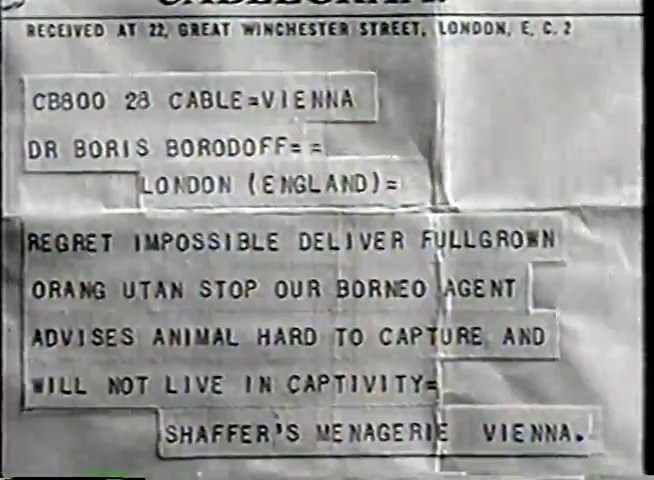 CABLEGRAM
RECEIVED AT 22, GREAT WINCHESTER STREET, LONDON, E. C. 2
CB800 28 CABLE=VIENNA
DR BORIS BORODOFF= =
LONDON (ENGLAND)=
REGRET IMPOSSIBLE DELIVER FULLGROWN
ORANG UTAN STOP OUR BORNEO AGENT
ADVISES ANIMAL HARD TO CAPTURE AND
WILL NOT LIVE IN CAPTIVITY=
SHAFFER'S MENAGERIE VIENNA.